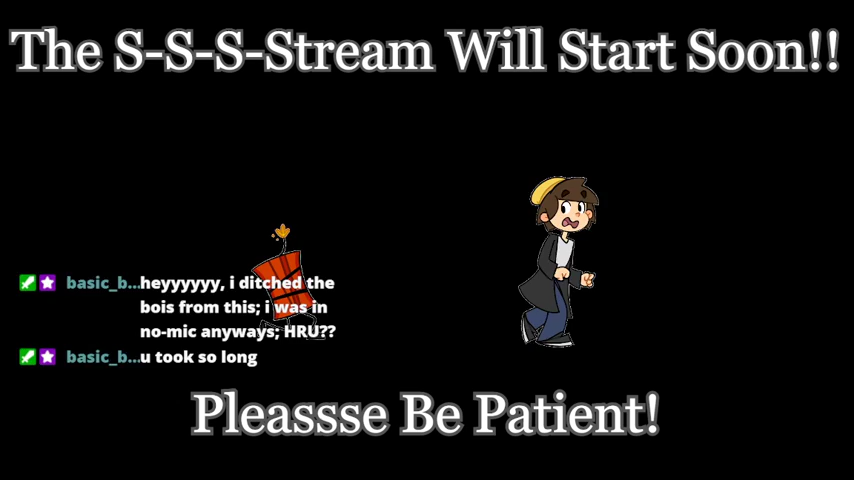 The S-S-S-Stream Will Start Soon!!
basic_b...heyyyyyy, i ditched the
bois from this; i was in
no-mic anyways; HRU??
basic_b...u took so long
Pleassse Be Patient!